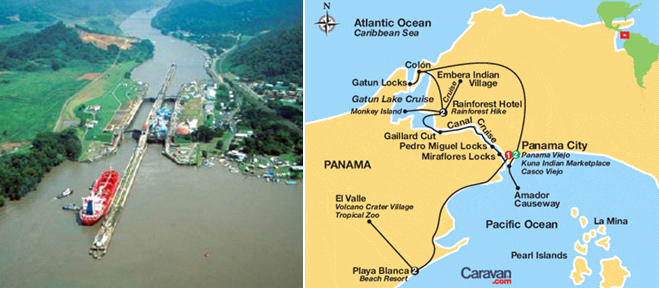 N
Atlantic Ocean
Caribbean Sea
Colón
Gatun Locks
Embera Indian
Village
Cruise
Gatun Lake Cruise
Monkey Island
2
Rainforest Hotel
Rainforest Hike
Canal Cruise
Gaillard Cut
Pedro Miguel Locks
Miraflores Locks
1
2
Panama City
Panama Viejo
Kuna Indian Marketplace
Casco Viejo
PANAMA
Amador
Causeway
El Valle
Volcano Crater Village
Tropical Zoo
Pacific Ocean
La Mina
Pearl Islands
Playa Blanca
Beach Resort
2
Caravan
.com